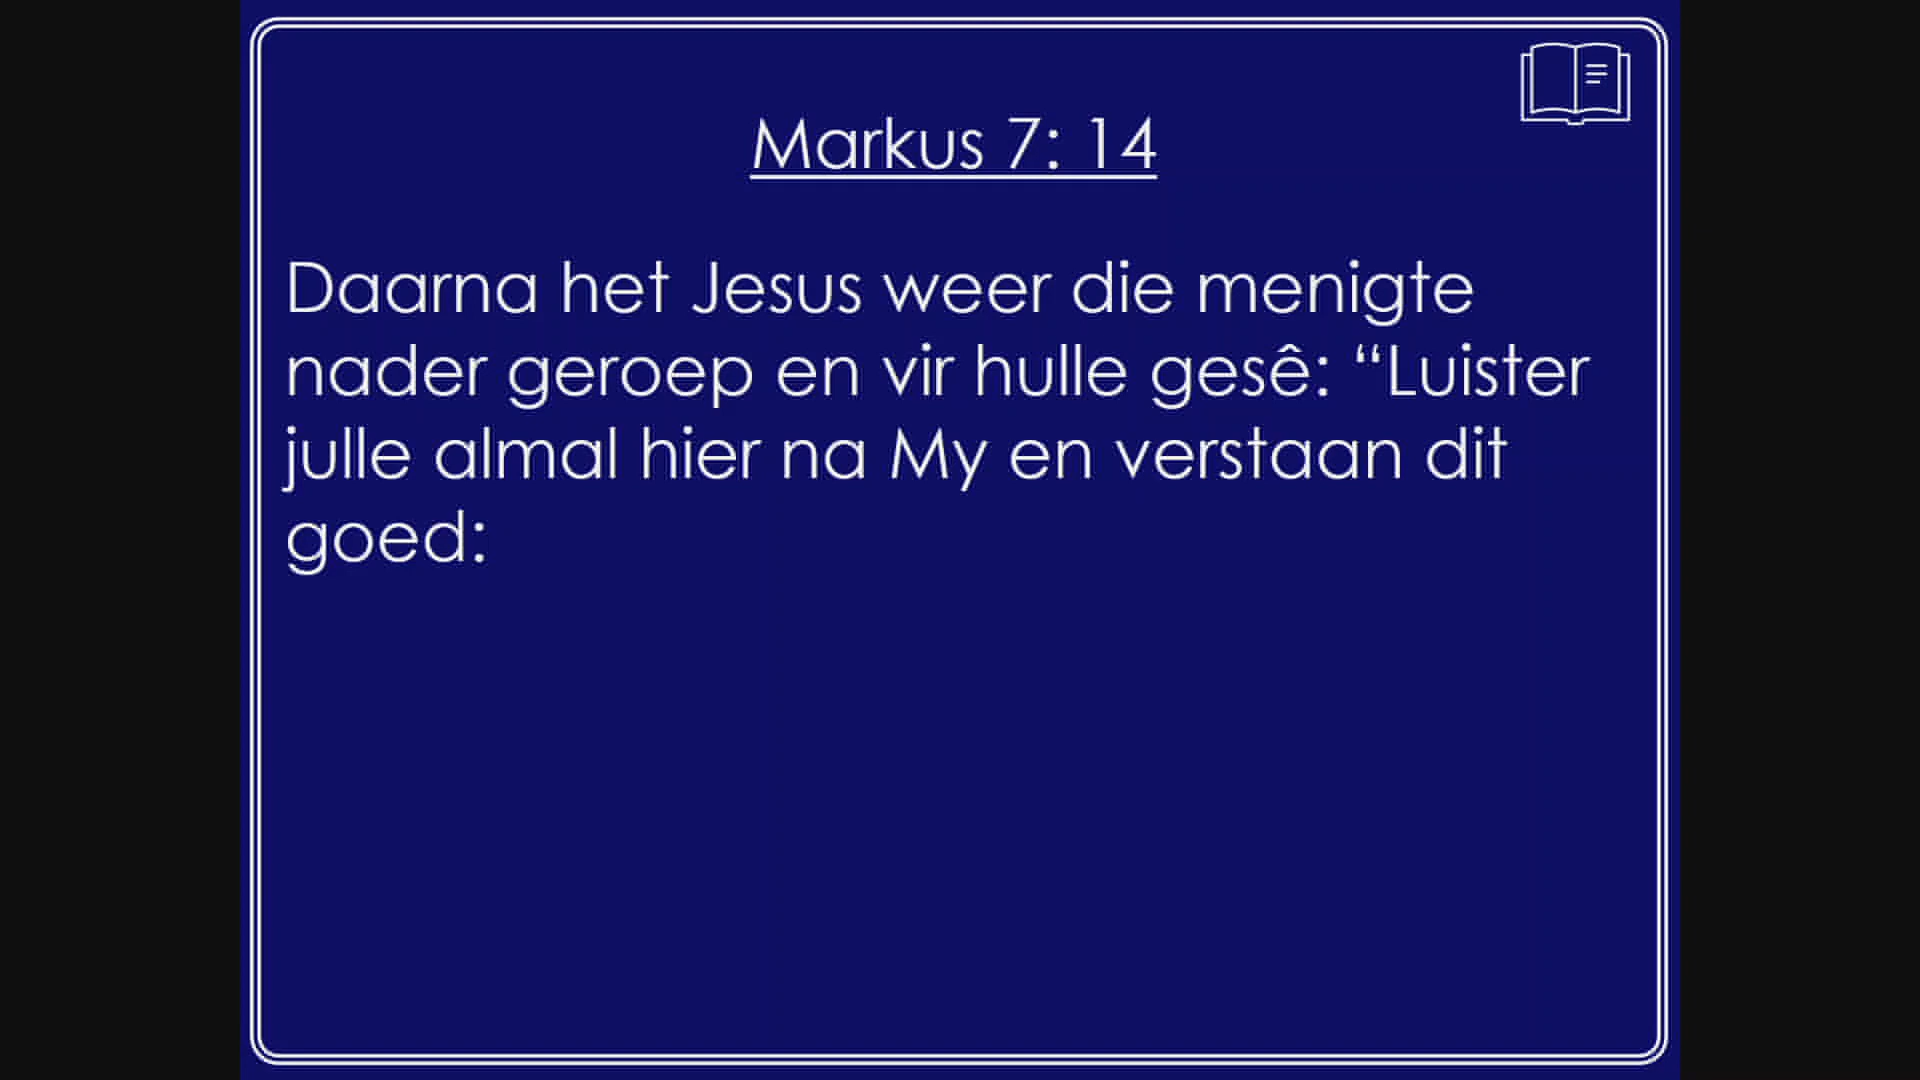 Markus 7: 14
Daarna het Jesus weer die menigte
nader geroep en vir hulle gesê: “Luister
julle almal hier na My en verstaan dit
goed: